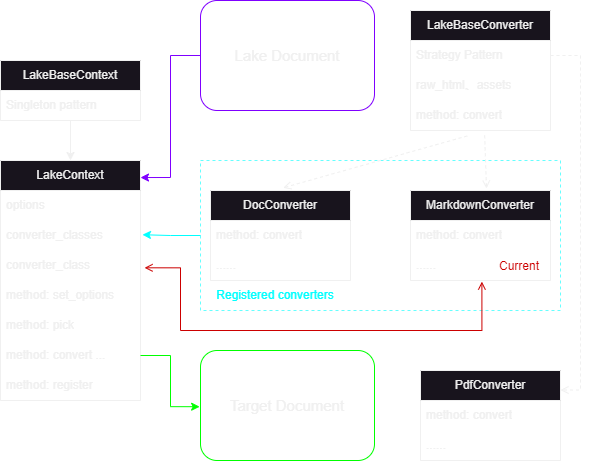 LakeBaseContext
Singleton pattern
Lake Document
LakeBaseConverter
Strategy Pattern
raw_html, assets
method: convert
LakeContext
options
converter_classes
converter_class
method: set_options
method: pick
method: convert ...
method: register
DocConverter
method: convert
......
MarkdownConverter
method: convert
......
Current
Registered converters
Target Document
PdfConverter
method: convert
......